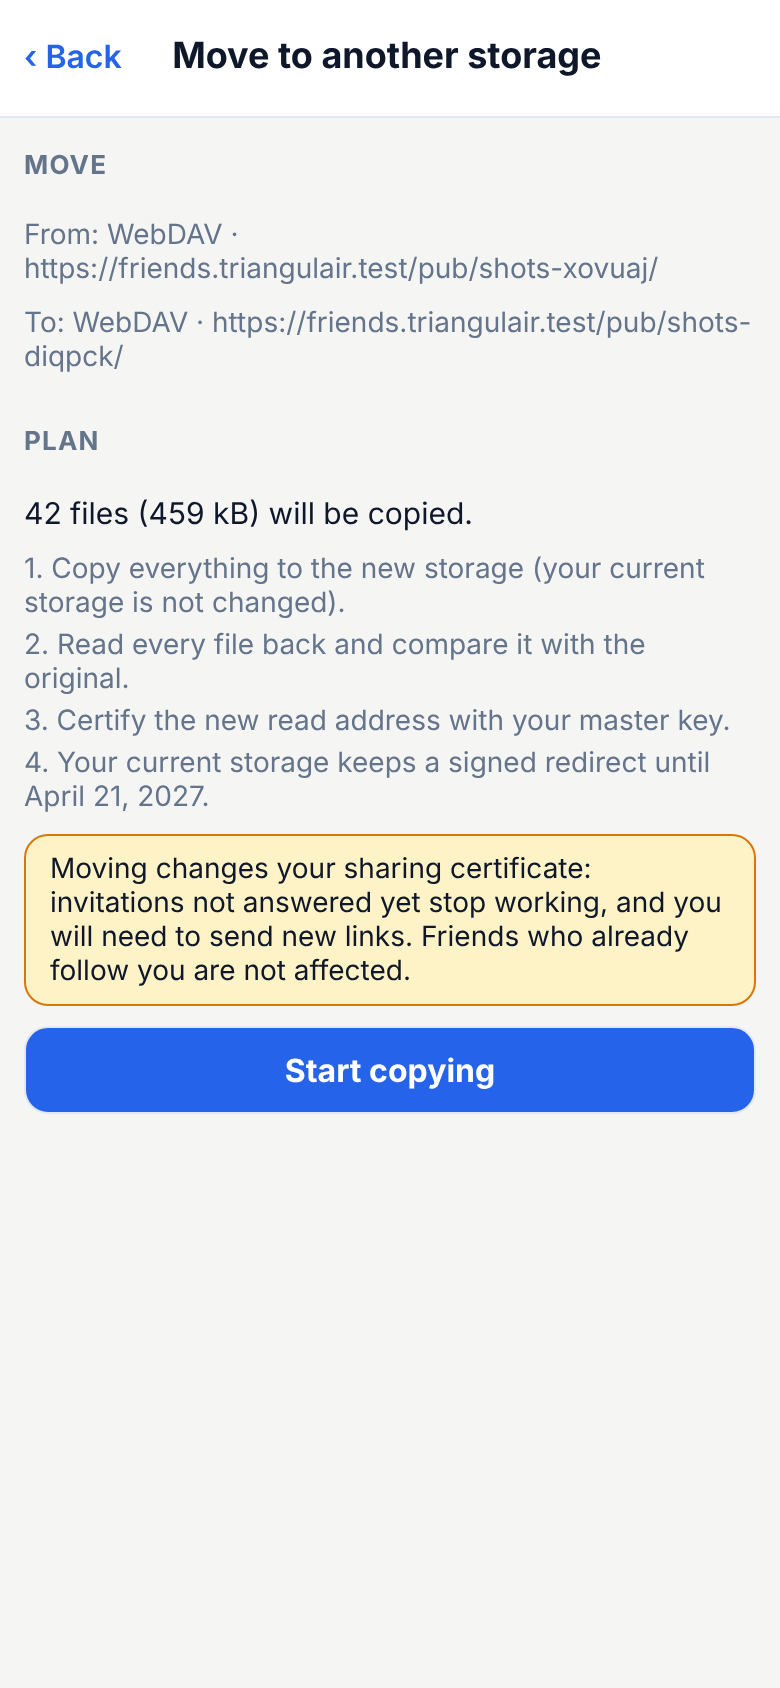 ‹ Back
Move to another storage
MOVE
From: WebDAV ·
https://friends.triangulair.test/pub/shots-xovuaj/
To: WebDAV · https://friends.triangulair.test/pub/shots-
diqpck/
PLAN
42 files (459 kB) will be copied.
1. Copy everything to the new storage (your current
storage is not changed).
2. Read every file back and compare it with the
original.
3. Certify the new read address with your master key.
4. Your current storage keeps a signed redirect until
April 21, 2027.
Moving changes your sharing certificate:
invitations not answered yet stop working, and you
will need to send new links. Friends who already
follow you are not affected.
Start copying